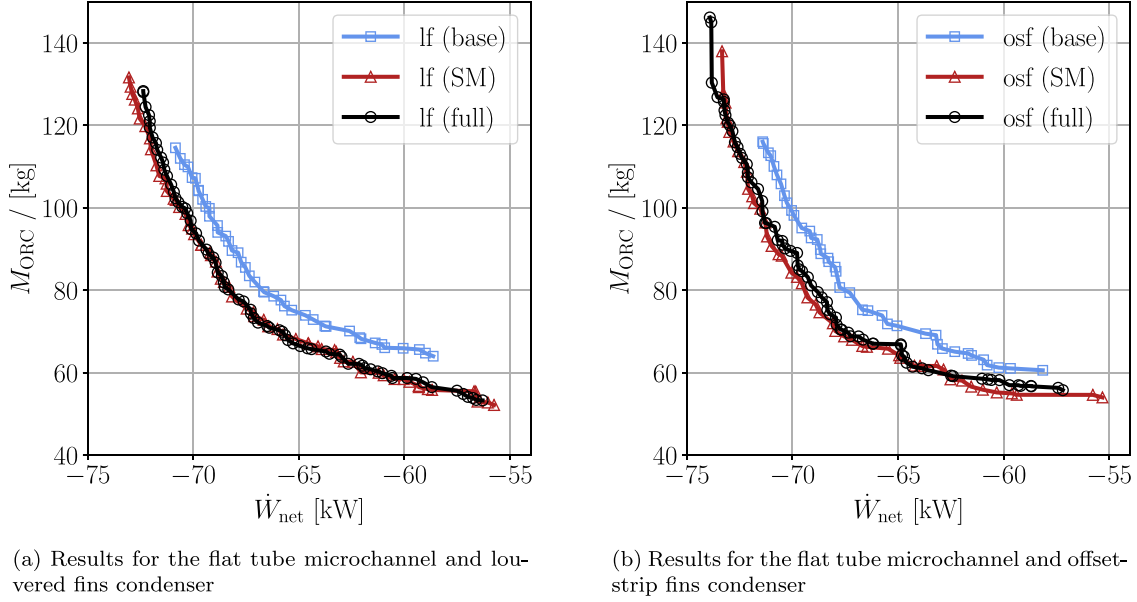 140
120
100
80
60
40
M_ORC / [kg]
lf (base)
lf (SM)
lf (full)
−75
−70
−65
−60
−55
Ẇ_net [kW]
(a) Results for the flat tube microchannel and lou-
vered fins condenser
140
120
100
80
60
40
M_ORC / [kg]
osf (base)
osf (SM)
osf (full)
−75
−70
−65
−60
−55
Ẇ_net [kW]
(b) Results for the flat tube microchannel and offset-
strip fins condenser